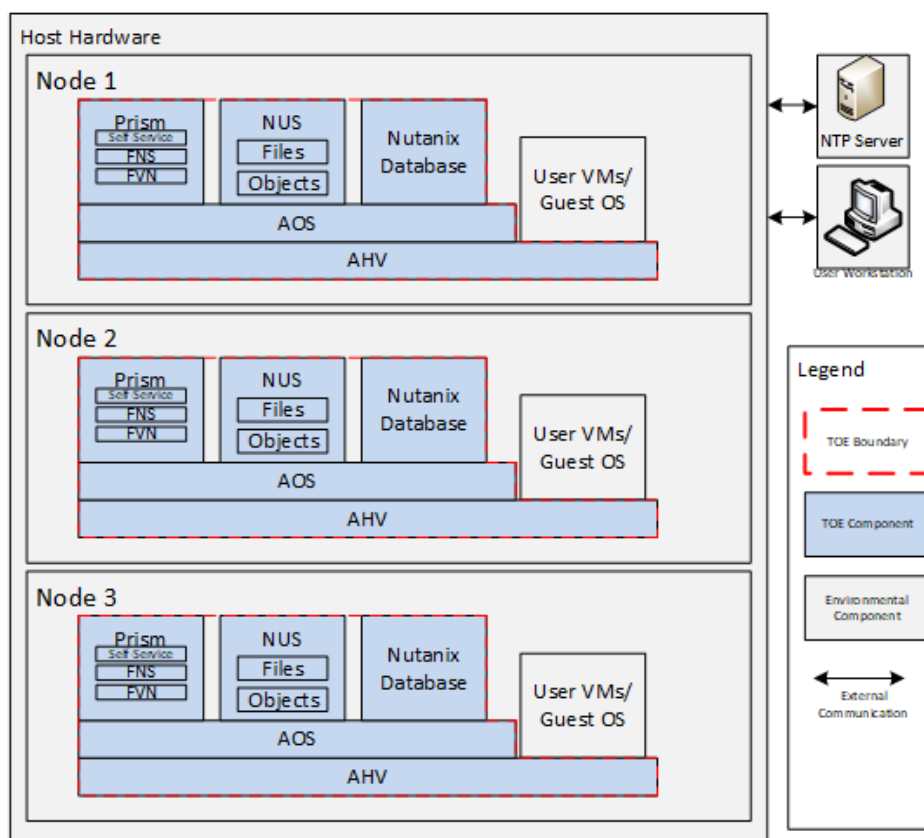 Host Hardware
Node 1
Prism
Self Service
FNS
FVN
NUS
Files
Objects
Nutanix
Database
User VMs/
Guest OS
AOS
AHV
Node 2
Prism
Self Service
FNS
FVN
NUS
Files
Objects
Nutanix
Database
User VMs/
Guest OS
AOS
AHV
Node 3
Prism
Self Service
FNS
FVN
NUS
Files
Objects
Nutanix
Database
User VMs/
Guest OS
AOS
AHV
NTP Server
User Workstation
Legend
TOE Boundary
TOE Component
Environmental
Component
External
Communication